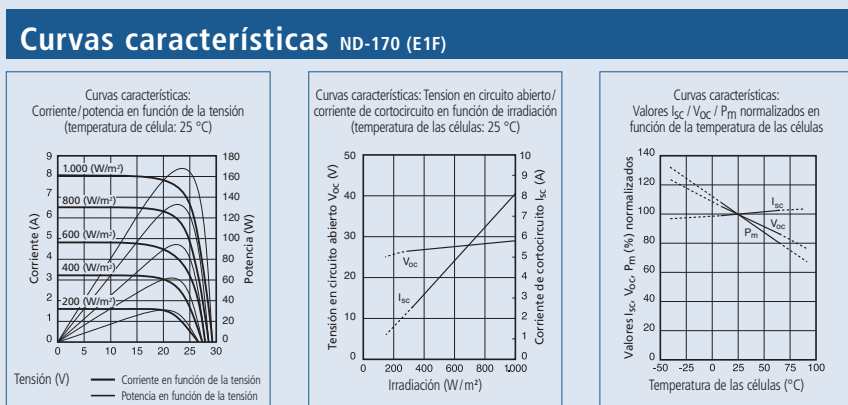 Curvas características ND-170 (E1F)
Curvas características:
Corriente/potencia en función de la tensión
(temperatura de célula: 25 °C)
9
8
7
6
5
4
3
2
1
0
Corriente (A)
180
160
140
120
100
80
60
40
20
0
Potencia (W)
1.000 (W/m²)
800 (W/m²)
600 (W/m²)
400 (W/m²)
200 (W/m²)
0 5 10 15 20 25 30
Tensión (V)
Corriente en función de la tensión
Potencia en función de la tensión
Curvas características: Tension en circuito abierto/
corriente de cortocircuito en función de irradiación
(temperatura de las células: 25 °C)
50
40
30
20
10
0
Tensión en circuito abierto Voc (V)
10
9
8
7
6
5
4
3
2
1
0
Corriente de cortocircuito Isc (A)
Voc
Isc
0 200 400 600 800 1.000
Irradiación (W/m²)
Curvas características:
Valores Isc / Voc / Pm normalizados en
función de la temperatura de las células
140
120
100
80
60
40
20
0
Valores Isc, Voc, Pm (%) normalizados
Isc
Voc
Pm
-50 -25 0 25 50 75 100
Temperatura de las células (°C)